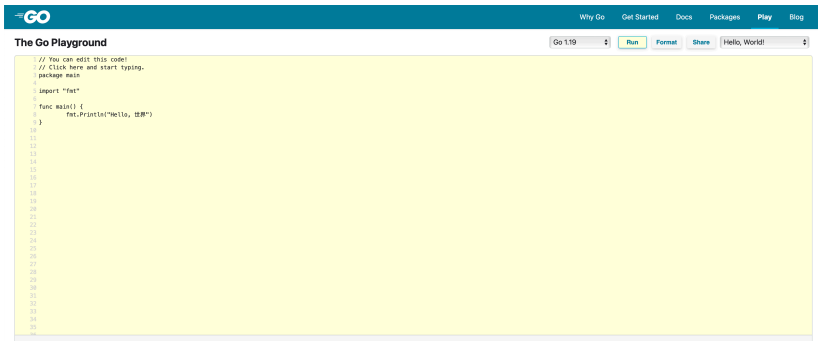 GO
Why Go Get Started Docs Packages Play Blog
The Go Playground
Go 1.19 Run Format Share Hello, World!
1 // You can edit this code!
2 // Click here and start typing.
3 package main
4
5 import "fmt"
6
7 func main() {
8 fmt.Println("Hello, 世界")
9 }
10
11
12
13
14
15
16
17
18
19
20
21
22
23
24
25
26
27
28
29
30
31
32
33
34
35